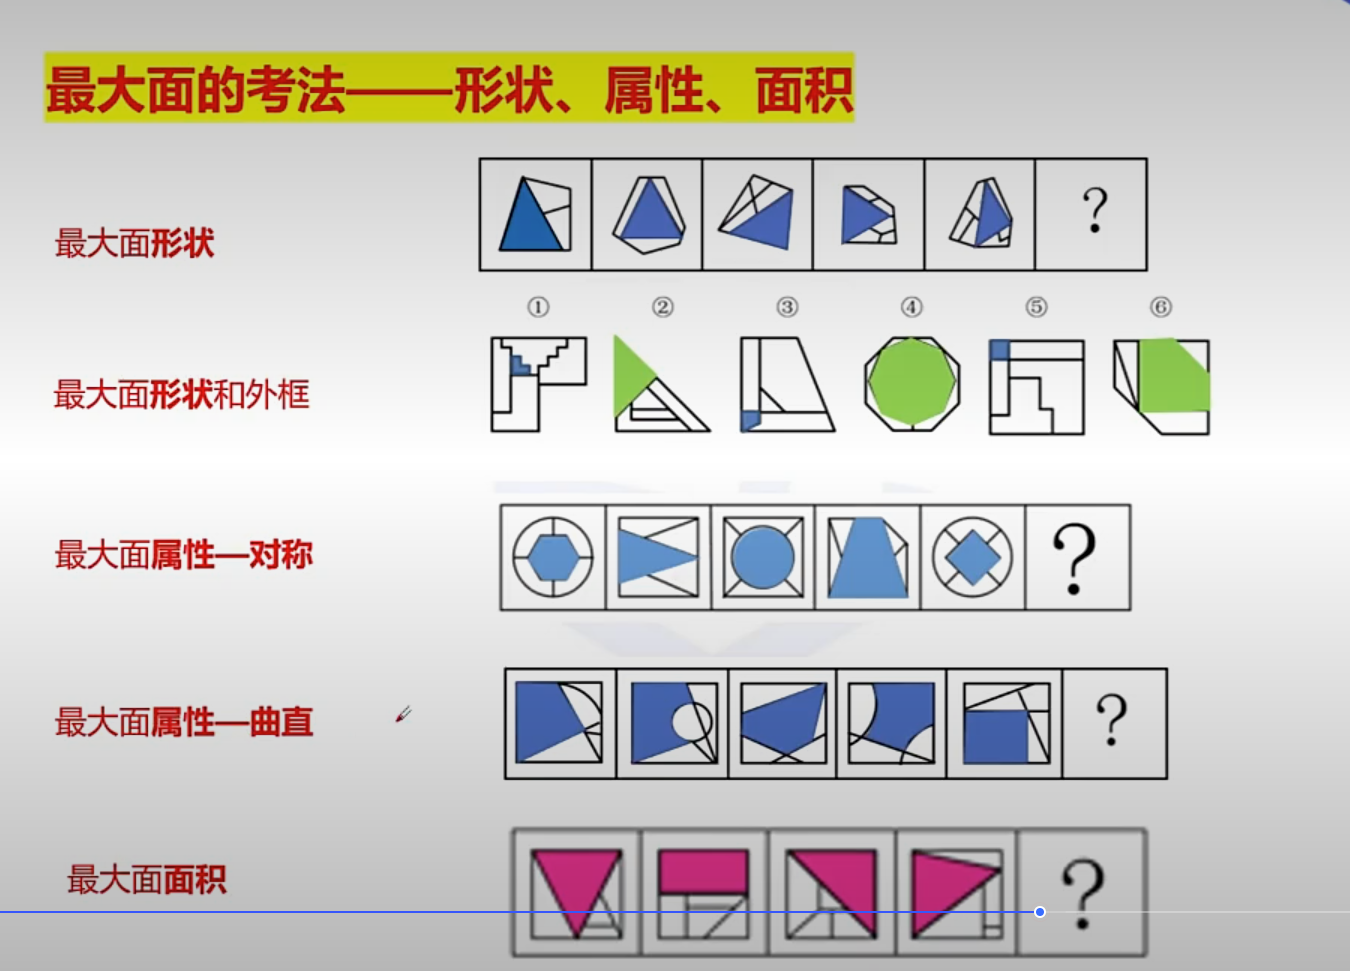 最大面的考法——形状、属性、面积
最大面形状
?
① ② ③ ④ ⑤ ⑥
最大面形状和外框
最大面属性—对称
?
最大面属性—曲直
?
最大面面积
?